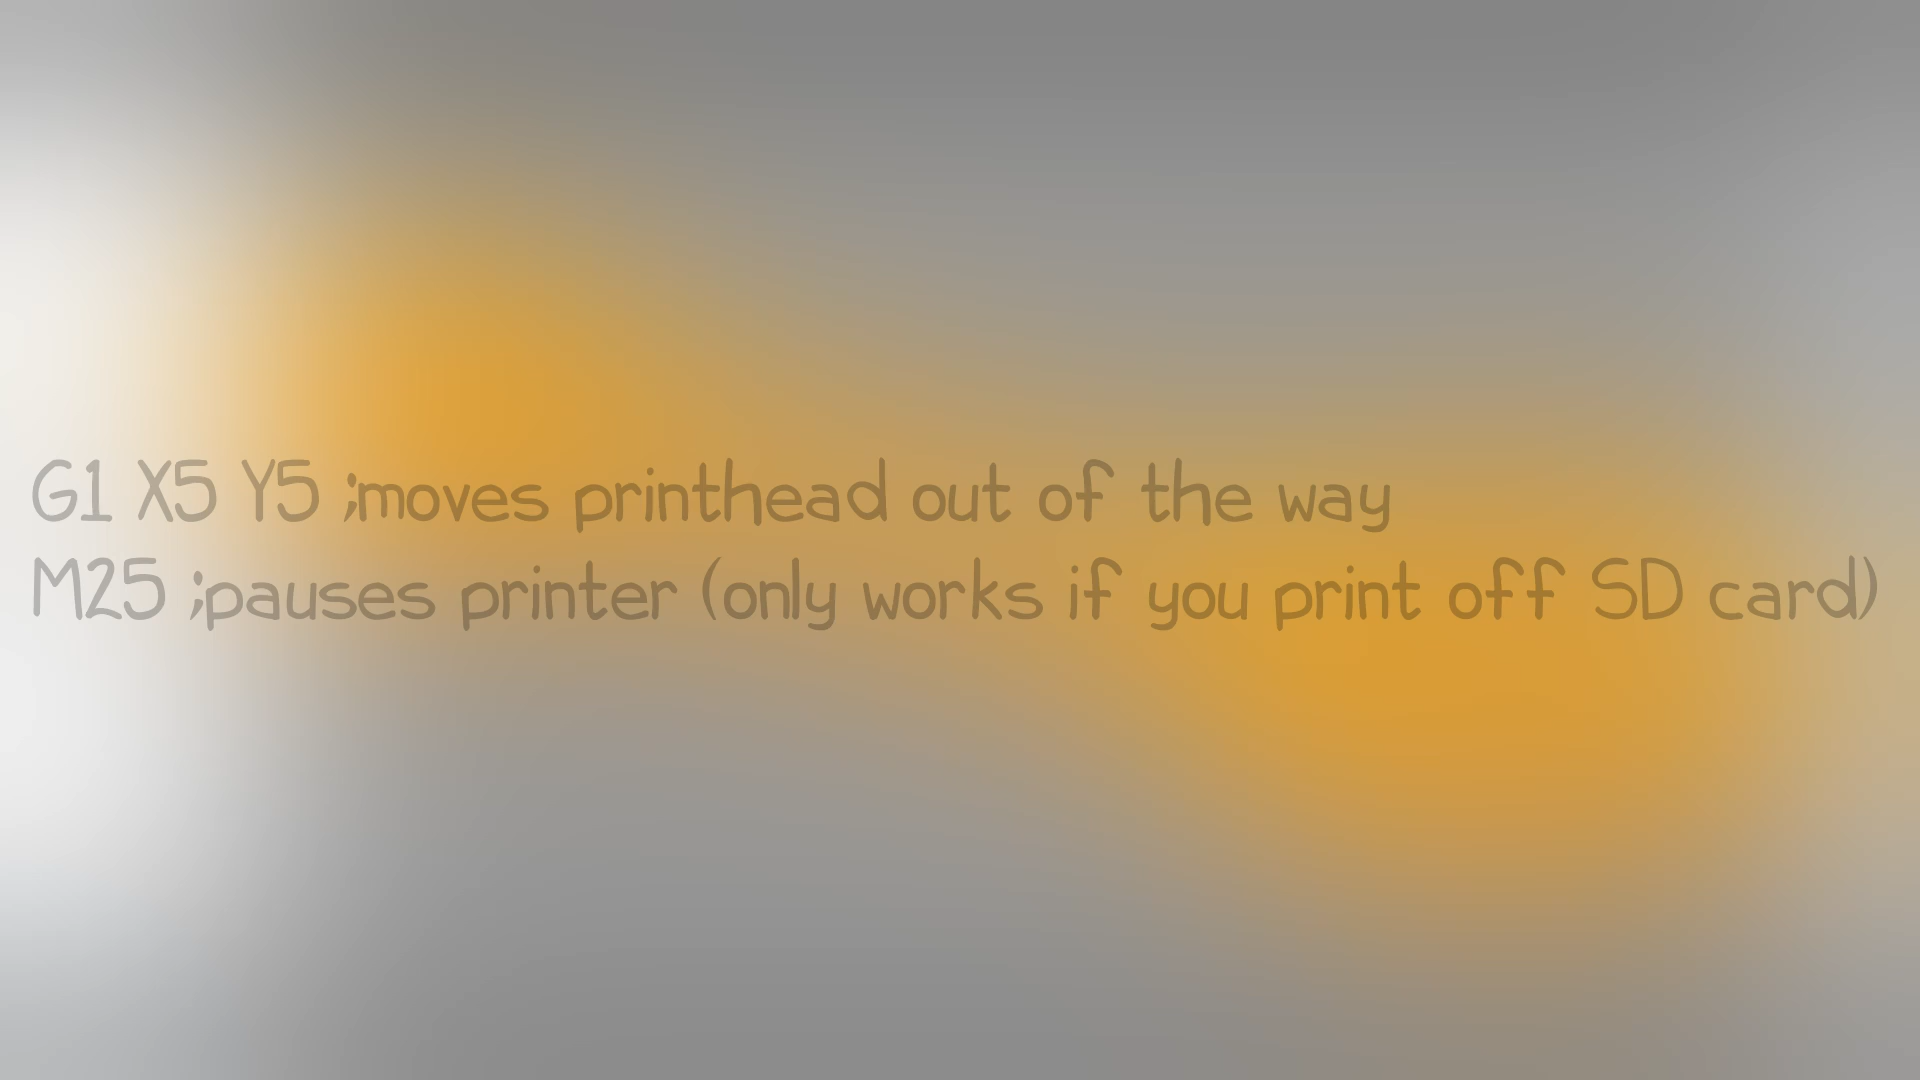 G1 X5 Y5 ;moves printhead out of the way
M25 ;pauses printer (only works if you print off SD card)